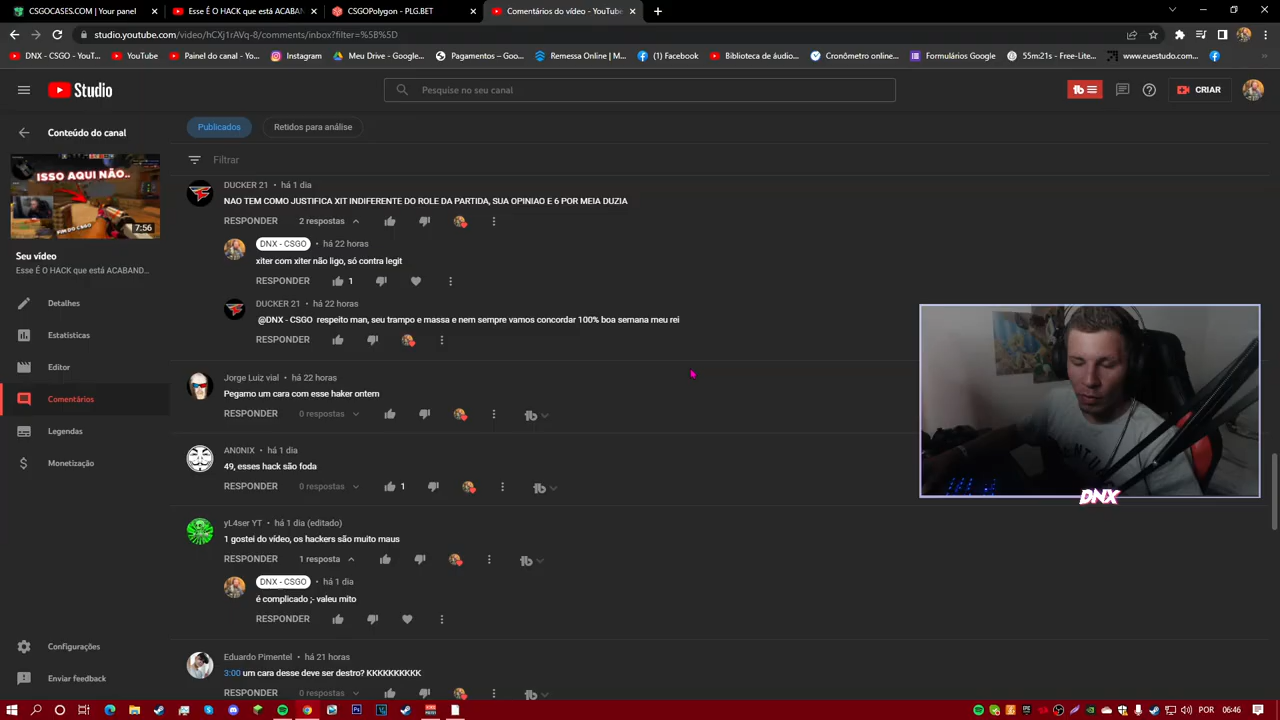 CSGOCASES.COM | Your panel
Esse É O HACK que está ACABAN
CSGOPolygon - PLG.BET
Comentários do vídeo - YouTube
studio.youtube.com/video/hCXj1rAVq-8/comments/inbox?filter=%5B%5D
DNX - CSGO - YouT...
YouTube
Painel do canal - Yo...
Instagram
Meu Drive - Google...
Pagamentos - Goo...
Remessa Online | M...
(1) Facebook
Biblioteca de áudio...
Cronômetro online...
Formulários Google
55m:21s - Free-Lite...
www.euestudo.com...
Studio
Pesquise no seu canal
CRIAR
Conteúdo do canal
Publicados
Retidos para análise
Filtrar
ISSO AQUI NÃO..
FIM DO CSGO
7:56
Seu vídeo
Esse É O HACK que está ACABAND...
Detalhes
Estatísticas
Editor
Comentários
Legendas
Monetização
Configurações
Enviar feedback
DUCKER 21 • há 1 dia
NAO TEM COMO JUSTIFICA XIT INDIFERENTE DO ROLE DA PARTIDA, SUA OPINIAO E 6 POR MEIA DUZIA
RESPONDER 2 respostas
DNX - CSGO • há 22 horas
xiter com xiter não ligo, só contra legit
RESPONDER 1
DUCKER 21 • há 22 horas
@DNX - CSGO respeito man, seu trampo e massa e nem sempre vamos concordar 100% boa semana meu rei
RESPONDER
Jorge Luiz vial • há 22 horas
Pegamo um cara com esse haker ontem
RESPONDER 0 respostas
AN0NIX • há 1 dia
49, esses hack são foda
RESPONDER 0 respostas 1
yL4ser YT • há 1 dia (editado)
1 gostei do vídeo, os hackers são muito maus
RESPONDER 1 resposta
DNX - CSGO • há 1 dia
é complicado ;- valeu mito
RESPONDER
Eduardo Pimentel • há 21 horas
3:00 um cara desse deve ser destro? KKKKKKKKKK
RESPONDER 0 respostas
DNX
POR 06:46